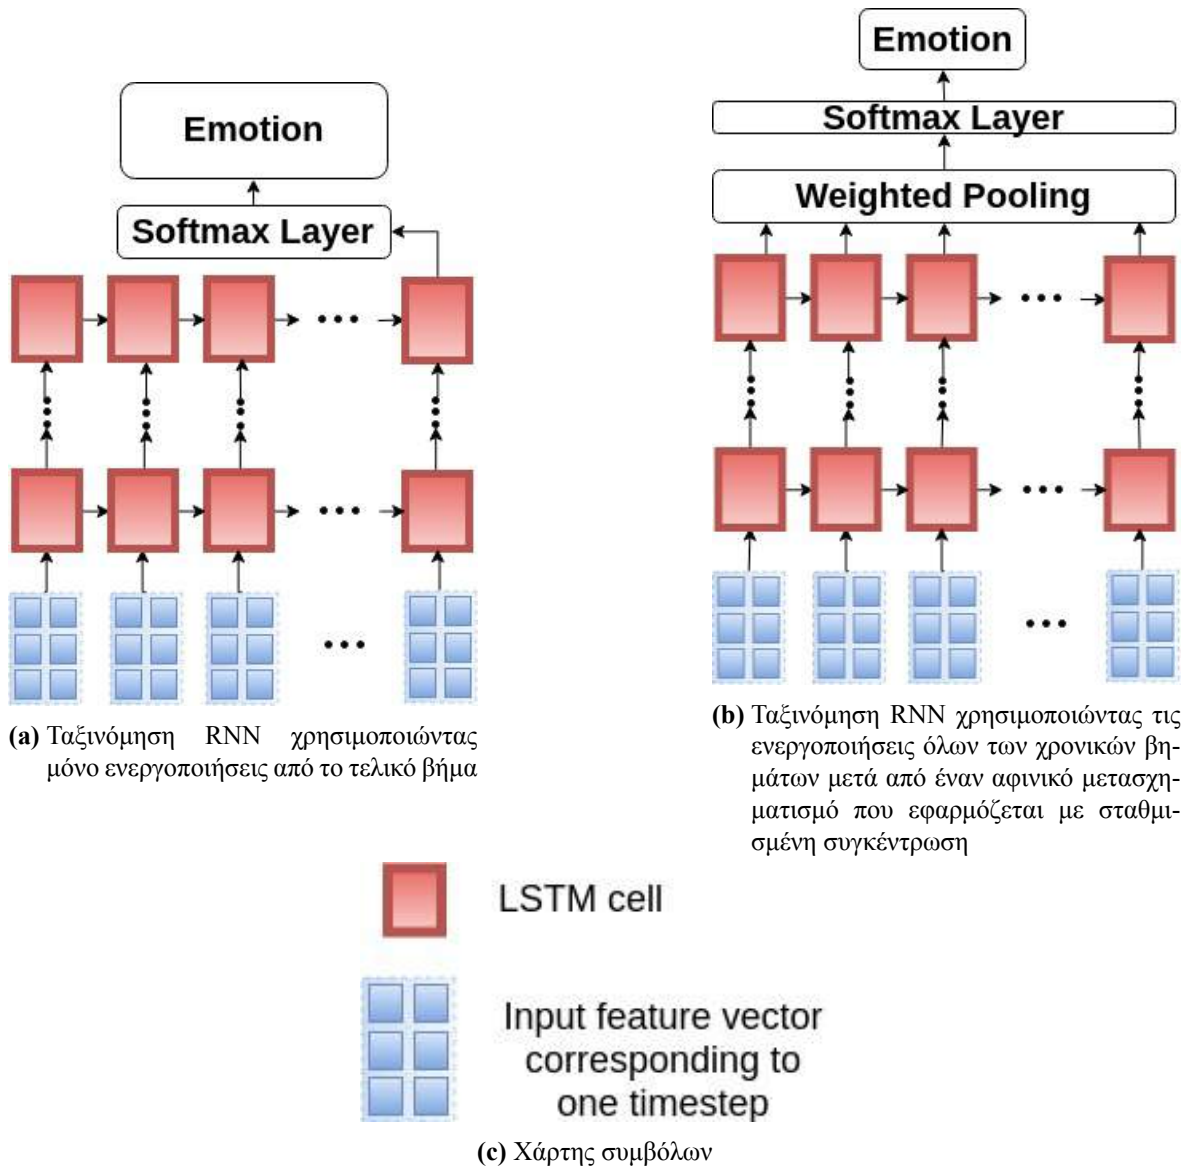 Emotion
Softmax Layer
(a) Ταξινόμηση RNN χρησιμοποιώντας
μόνο ενεργοποιήσεις από το τελικό βήμα
Emotion
Softmax Layer
Weighted Pooling
(b) Ταξινόμηση RNN χρησιμοποιώντας τις
ενεργοποιήσεις όλων των χρονικών βη-
μάτων μετά από έναν αφινικό μετασχη-
ματισμό που εφαρμόζεται με σταθμι-
σμένη συγκέντρωση
LSTM cell
Input feature vector
corresponding to
one timestep
(c) Χάρτης συμβόλων